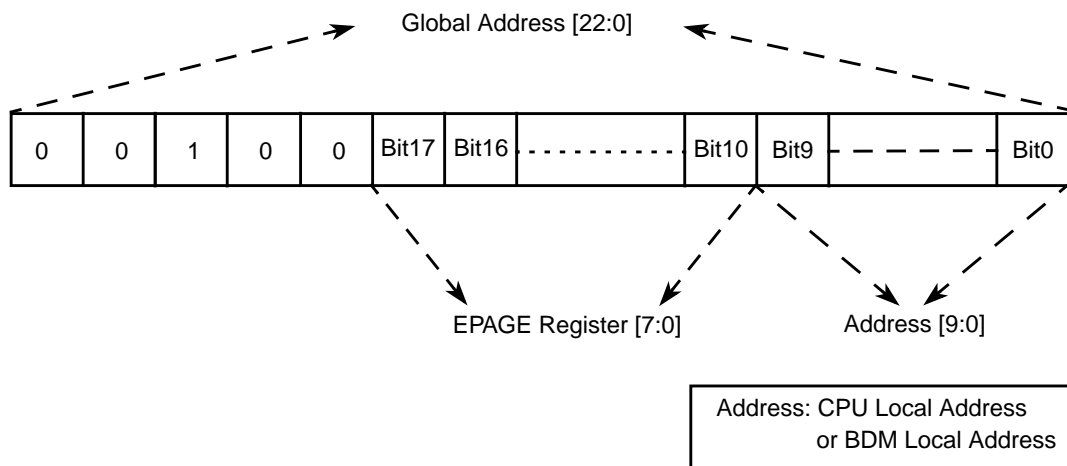 Global Address [22:0]
0 0 1 0 0 Bit17 Bit16 Bit10 Bit9 Bit0
EPAGE Register [7:0] Address [9:0]
Address: CPU Local Address
or BDM Local Address